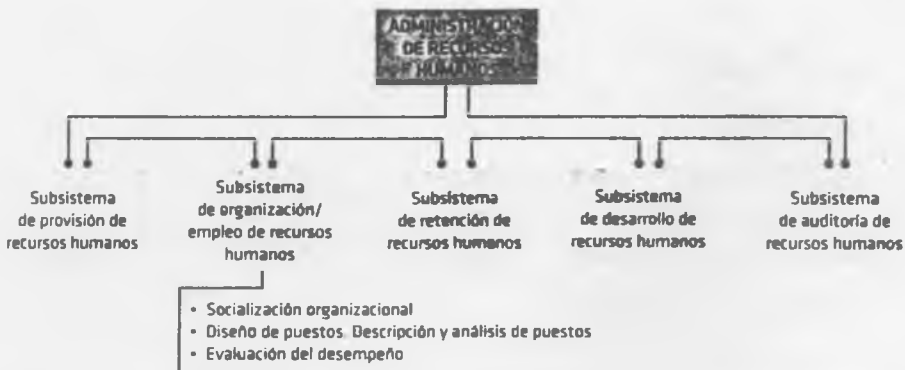 ADMINISTRACIÓN
DE RECURSOS
HUMANOS
Subsistema
de provisión de
recursos humanos
Subsistema
de organización/
empleo de recursos
humanos
Subsistema
de retención de
recursos humanos
Subsistema
de desarrollo de
recursos humanos
Subsistema
de auditoría de
recursos humanos
• Socialización organizacional
• Diseño de puestos. Descripción y análisis de puestos
• Evaluación del desempeño